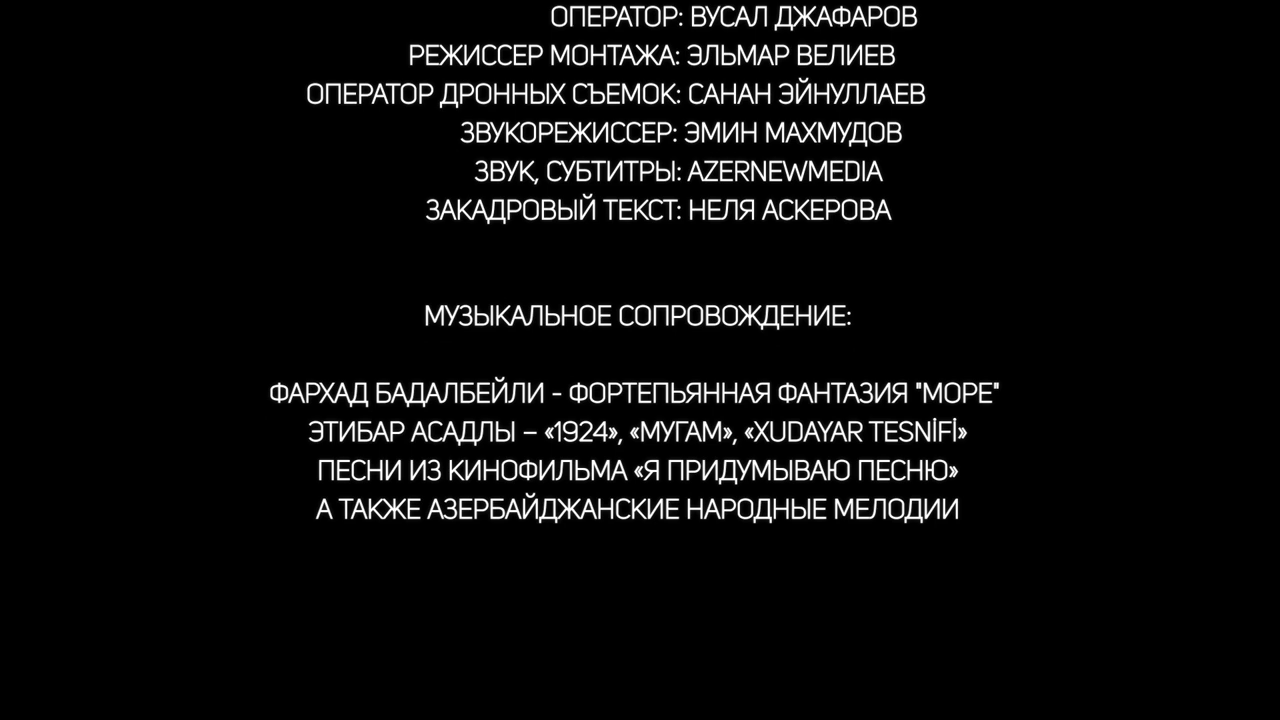 ОПЕРАТОР: ВУСАЛ ДЖАФАРОВ
РЕЖИССЕР МОНТАЖА: ЭЛЬМАР ВЕЛИЕВ
ОПЕРАТОР ДРОННЫХ СЪЕМОК: САНАН ЭЙНУЛЛАЕВ
ЗВУКОРЕЖИССЕР: ЭМИН МАХМУДОВ
ЗВУК, СУБТИТРЫ: AZERNEWMEDIA
ЗАКАДРОВЫЙ ТЕКСТ: НЕЛЯ АСКЕРОВА
МУЗЫКАЛЬНОЕ СОПРОВОЖДЕНИЕ:
ФАРХАД БАДАЛБЕЙЛИ - ФОРТЕПЬЯННАЯ ФАНТАЗИЯ "МОРЕ"
ЭТИБАР АСАДЛЫ – «1924», «МУГАМ», «XUDAYAR TESNİFİ»
ПЕСНИ ИЗ КИНОФИЛЬМА «Я ПРИДУМЫВАЮ ПЕСНЮ»
А ТАКЖЕ АЗЕРБАЙДЖАНСКИЕ НАРОДНЫЕ МЕЛОДИИ